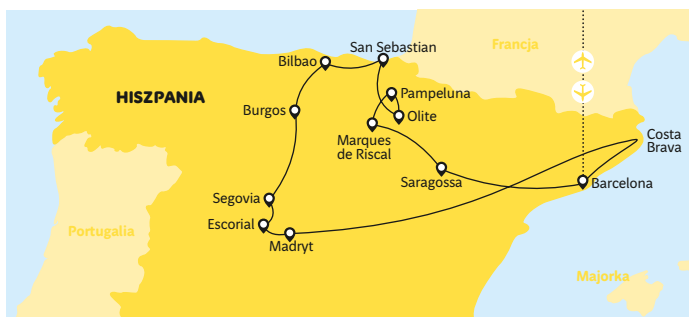 San Sebastian
Francja
Bilbao
Pampeluna
HISZPANIA
Burgos
Olite
Marques
de Riscal
Costa
Brava
Saragossa
Barcelona
Segovia
Escorial
Portugalia
Madryt
Majorka